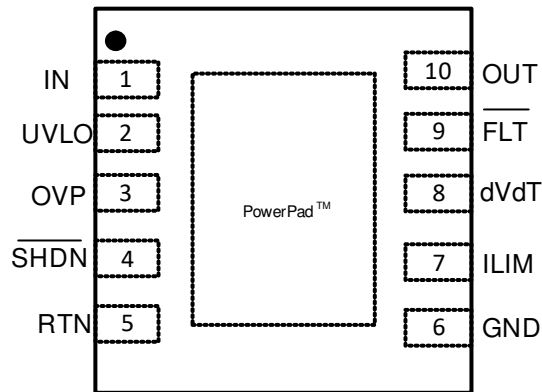 IN 1 10 OUT
UVLO 2 9 FLT
OVP 3 PowerPad™ 8 dVdT
SHDN 4 7 ILIM
RTN 5 6 GND